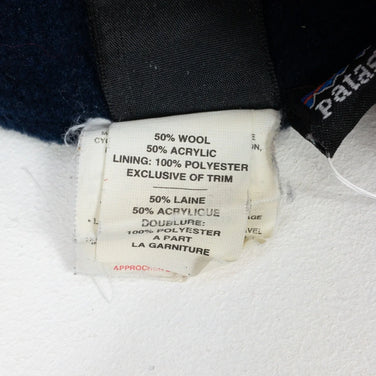 Patag
50% WOOL
50% ACRYLIC
LINING: 100% POLYESTER
EXCLUSIVE OF TRIM
50% LAINE
50% ACRYLIQUE
DOUBLURE:
100% POLYESTER
A PART
LA GARNITURE